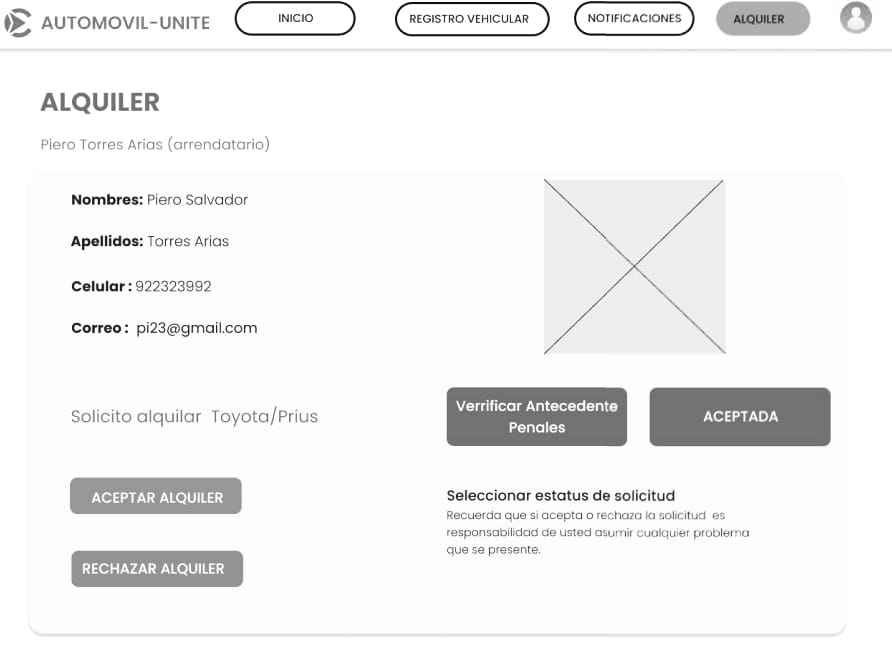 AUTOMOVIL-UNITE
INICIO
REGISTRO VEHICULAR
NOTIFICACIONES
ALQUILER
ALQUILER
Piero Torres Arias (arrendatario)
Nombres: Piero Salvador
Apellidos: Torres Arias
Celular : 922323992
Correo : pi23@gmail.com
Solicito alquilar Toyota/Prius
Verrificar Antecedente
Penales
ACEPTADA
ACEPTAR ALQUILER
RECHAZAR ALQUILER
Seleccionar estatus de solicitud
Recuerda que si acepta o rechaza la solicitud es
responsabilidad de usted asumir cualquier problema
que se presente.